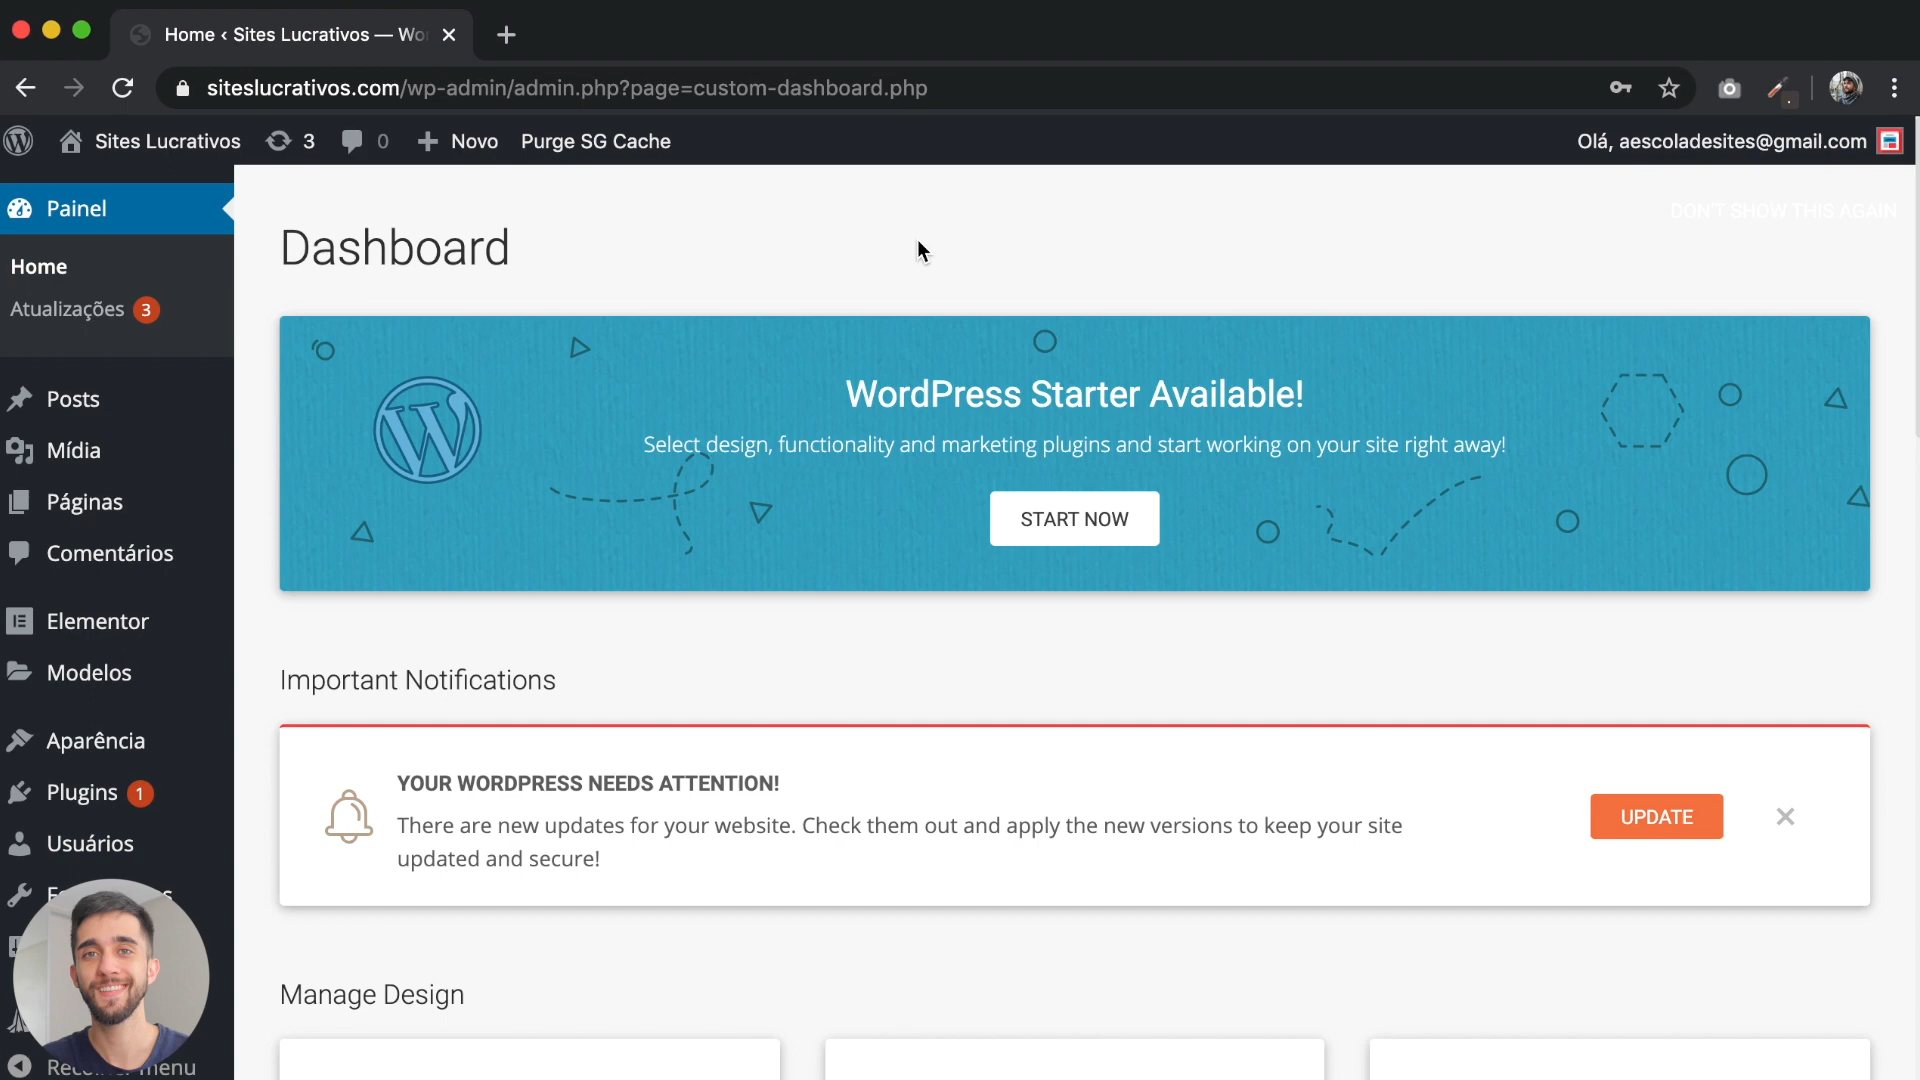 Home ‹ Sites Lucrativos — Wo
siteslucrativos.com/wp-admin/admin.php?page=custom-dashboard.php
Sites Lucrativos 3 0 Novo Purge SG Cache
Olá, aescoladesites@gmail.com
Painel
Home
Atualizações 3
Posts
Mídia
Páginas
Comentários
Elementor
Modelos
Aparência
Plugins 1
Usuários
menu
DON'T SHOW THIS AGAIN
Dashboard
WordPress Starter Available!
Select design, functionality and marketing plugins and start working on your site right away!
START NOW
Important Notifications
YOUR WORDPRESS NEEDS ATTENTION!
There are new updates for your website. Check them out and apply the new versions to keep your site
updated and secure!
UPDATE
Manage Design